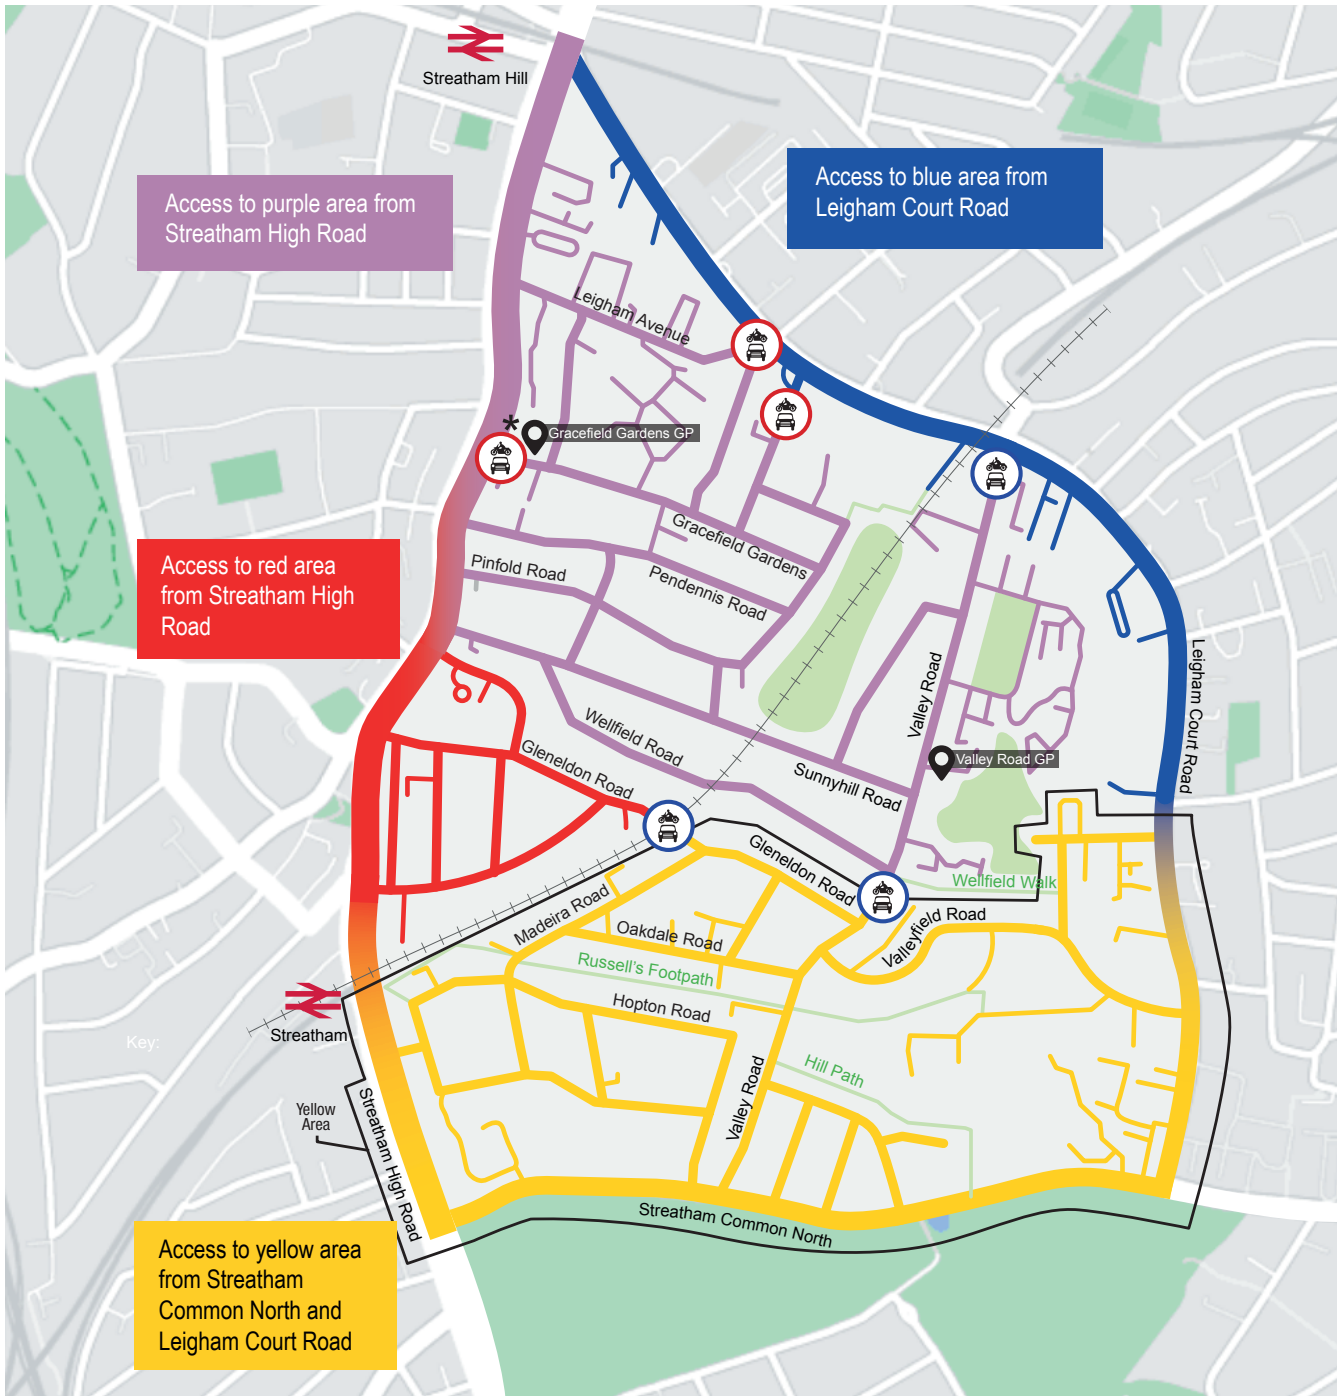 Streatham Hill
Access to purple area from
Streatham High Road
Access to blue area from
Leigham Court Road
Leigham Avenue
*
Gracefield Gardens GP
Gracefield Gardens
Access to red area
from Streatham High
Road
Pinfold Road
Pendennis Road
Leigham Court Road
Valley Road
Wellfield Road
Gleneldon Road
Valley Road GP
Sunnyhill Road
Gleneldon Road
Wellfield Walk
Madeira Road
Oakdale Road
Valleyfield Road
Russell's Footpath
Hopton Road
Streatham
Key:
Hill Path
Valley Road
Yellow
Area
Streatham High Road
Streatham Common North
Access to yellow area
from Streatham
Common North and
Leigham Court Road